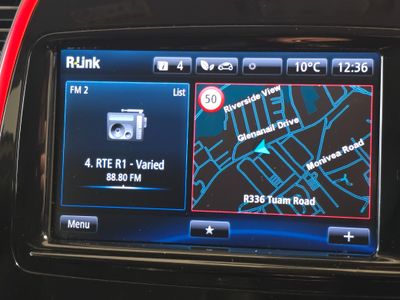 R-Link
7 4
10°C
12:36
FM 2
List
4. RTE R1 - Varied
88.80 FM
50
Riverside View
Glenanail Drive
Monivea Road
R336 Tuam Road
Menu
★
+